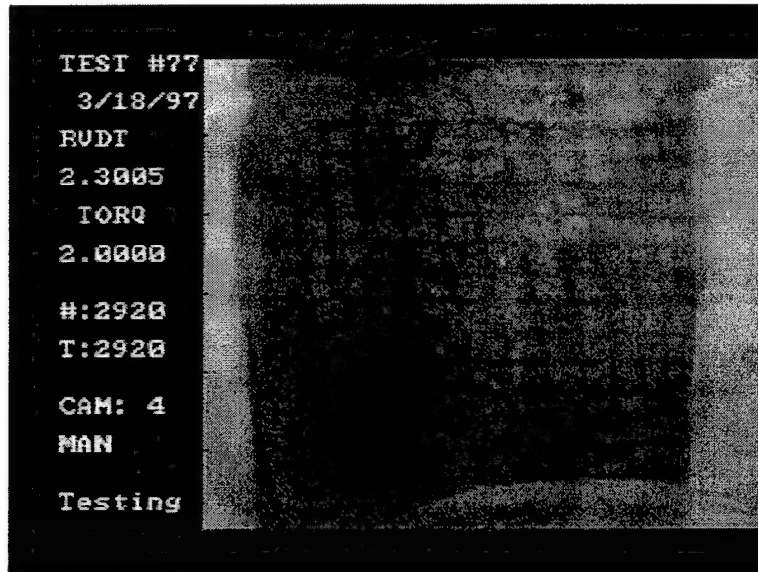 TEST #77
3/18/97
RVDT
2.3005
TORQ
2.0000
#:2920
T:2920
CAM: 4
MAN
Testing